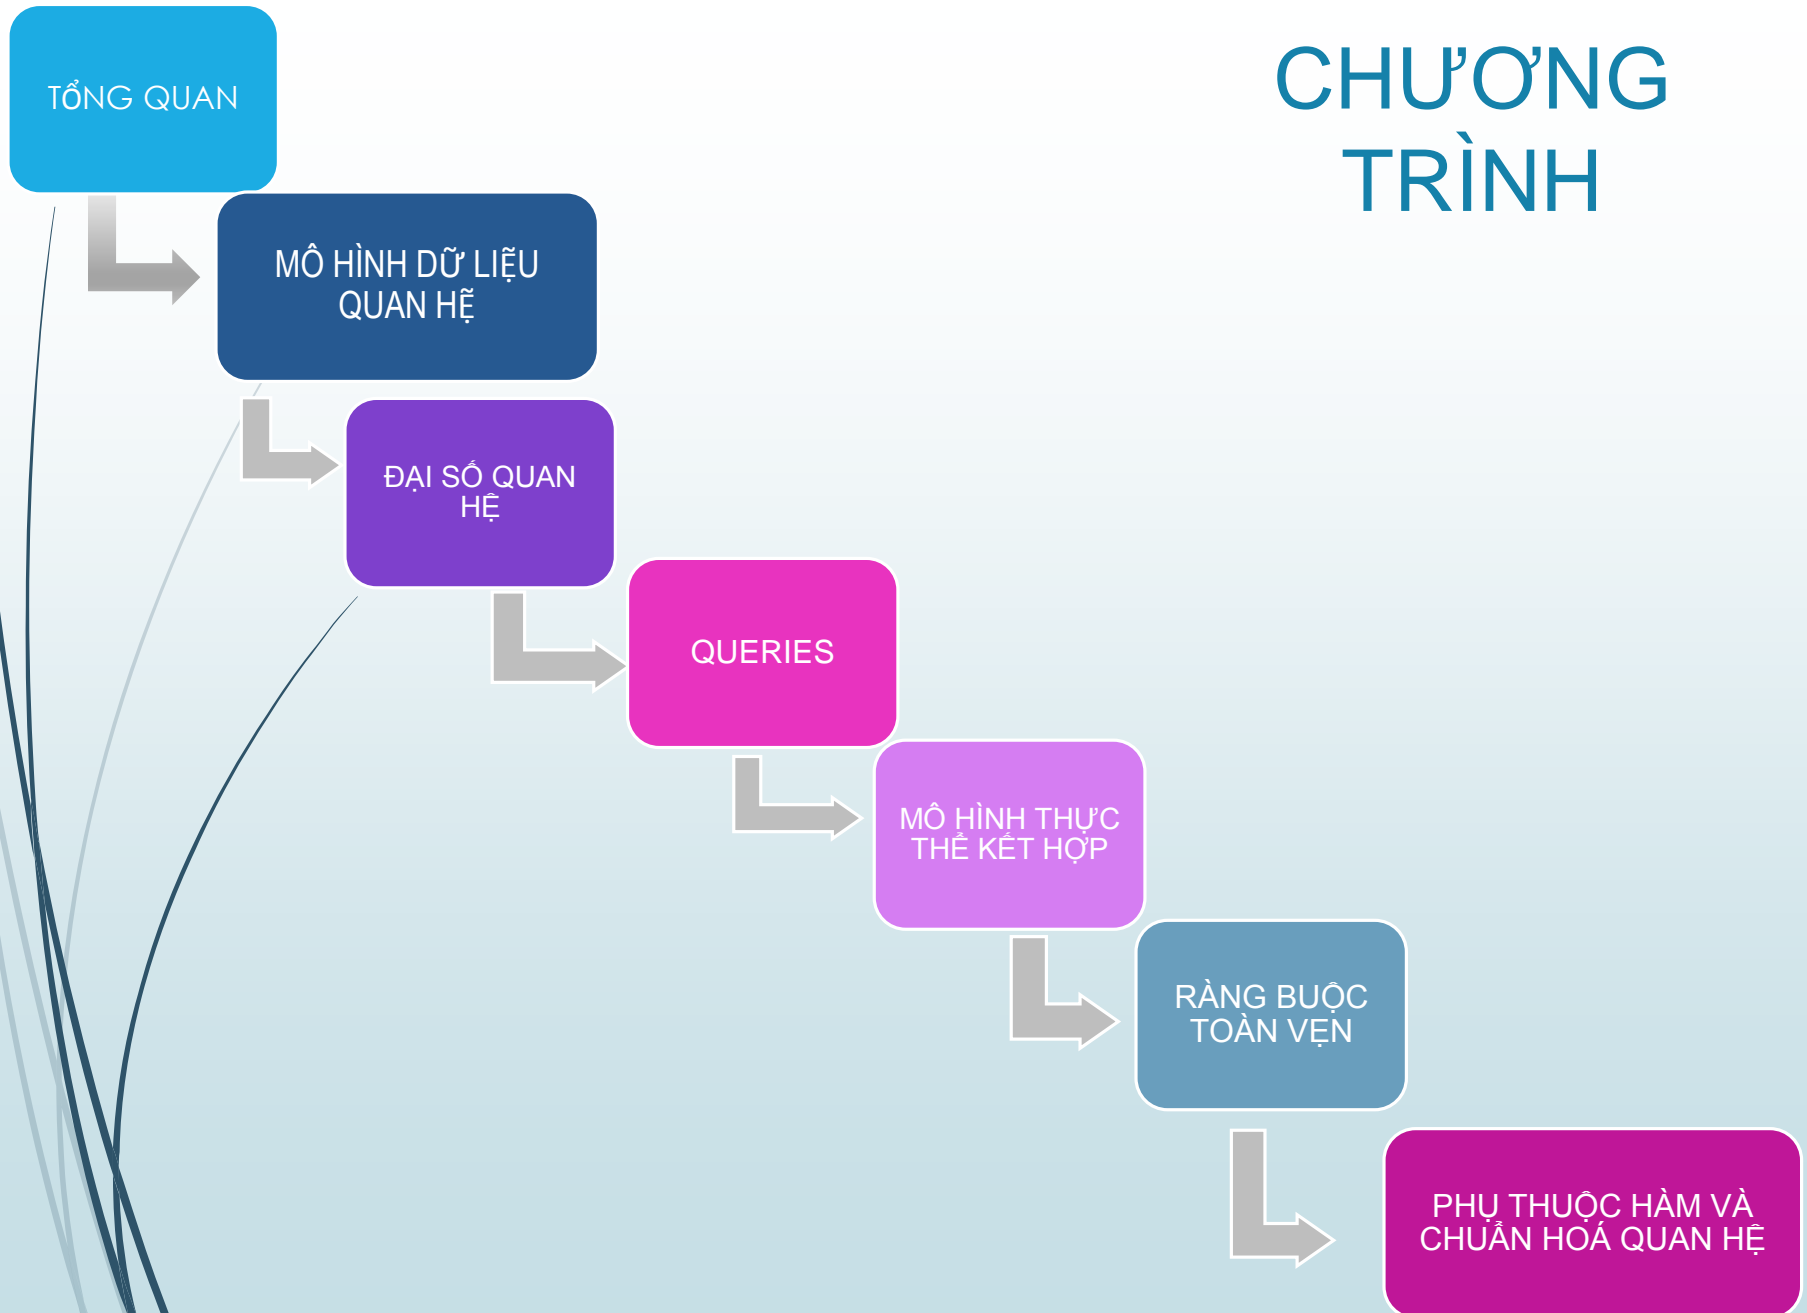 CHƯƠNG
TRÌNH
TỔNG QUAN
MÔ HÌNH DỮ LIỆU
QUAN HỆ
ĐẠI SỐ QUAN
HỆ
QUERIES
MÔ HÌNH THỰC
THỂ KẾT HỢP
RÀNG BUỘC
TOÀN VẸN
PHỤ THUỘC HÀM VÀ
CHUẨN HOÁ QUAN HỆ